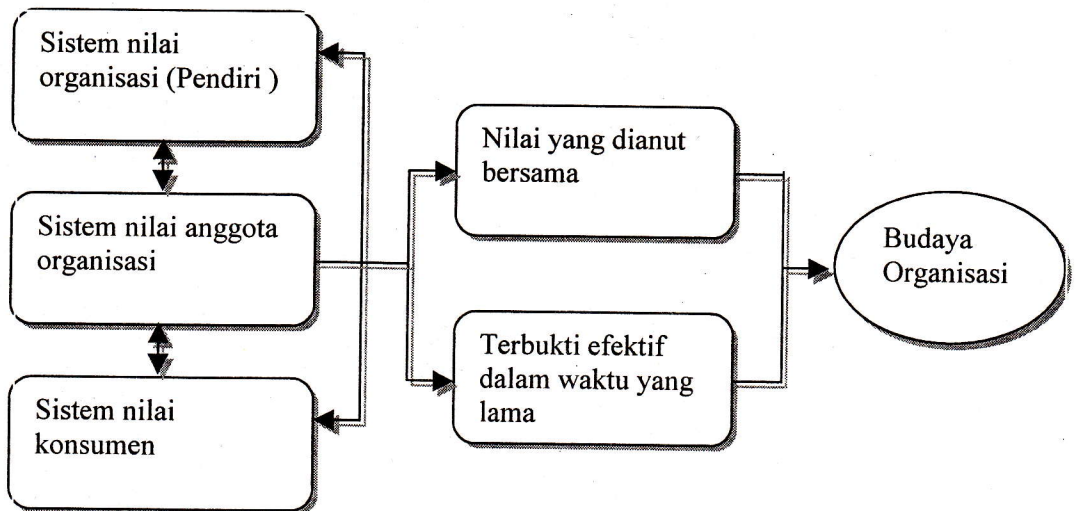 Sistem nilai
organisasi (Pendiri )
Nilai yang dianut
bersama
Sistem nilai anggota
organisasi
Budaya
Organisasi
Terbukti efektif
dalam waktu yang
lama
Sistem nilai
konsumen